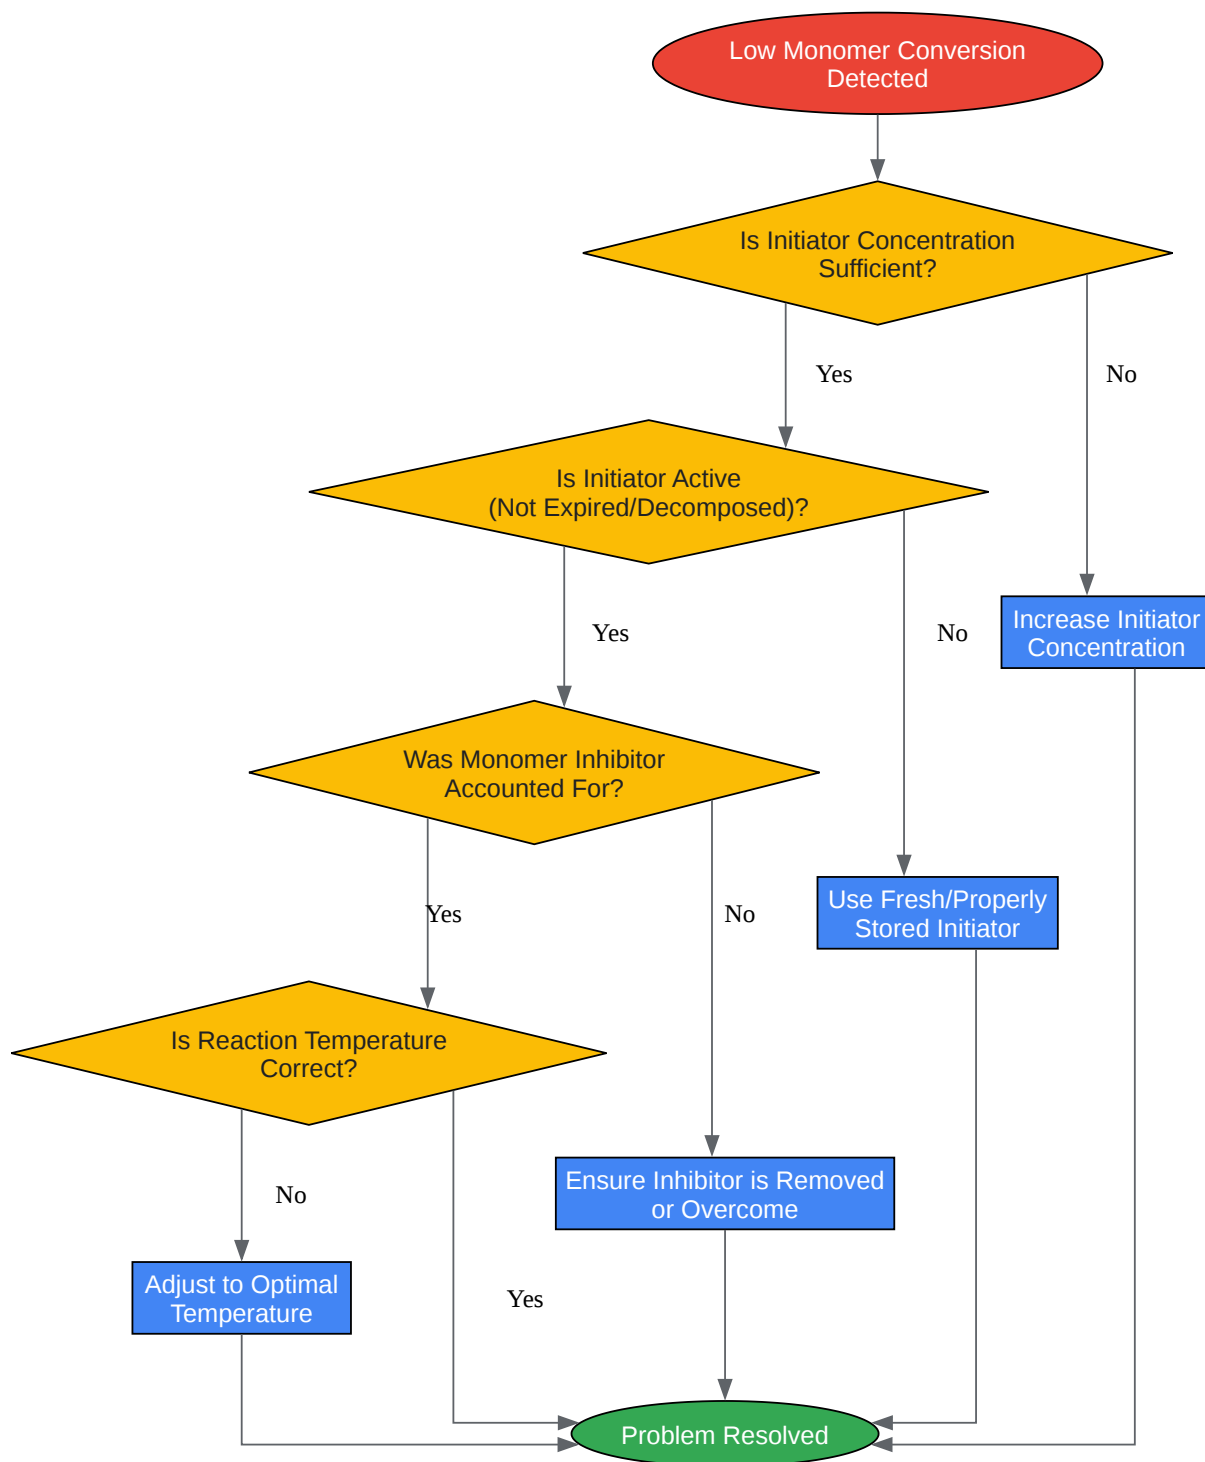 Low Monomer Conversion
Detected
Is Initiator Concentration
Sufficient?
Yes
No
Is Initiator Active
(Not Expired/Decomposed)?
Increase Initiator
Concentration
Yes
No
Was Monomer Inhibitor
Accounted For?
Use Fresh/Properly
Stored Initiator
Yes
No
Is Reaction Temperature
Correct?
Ensure Inhibitor is Removed
or Overcome
No
Adjust to Optimal
Temperature
Yes
Problem Resolved